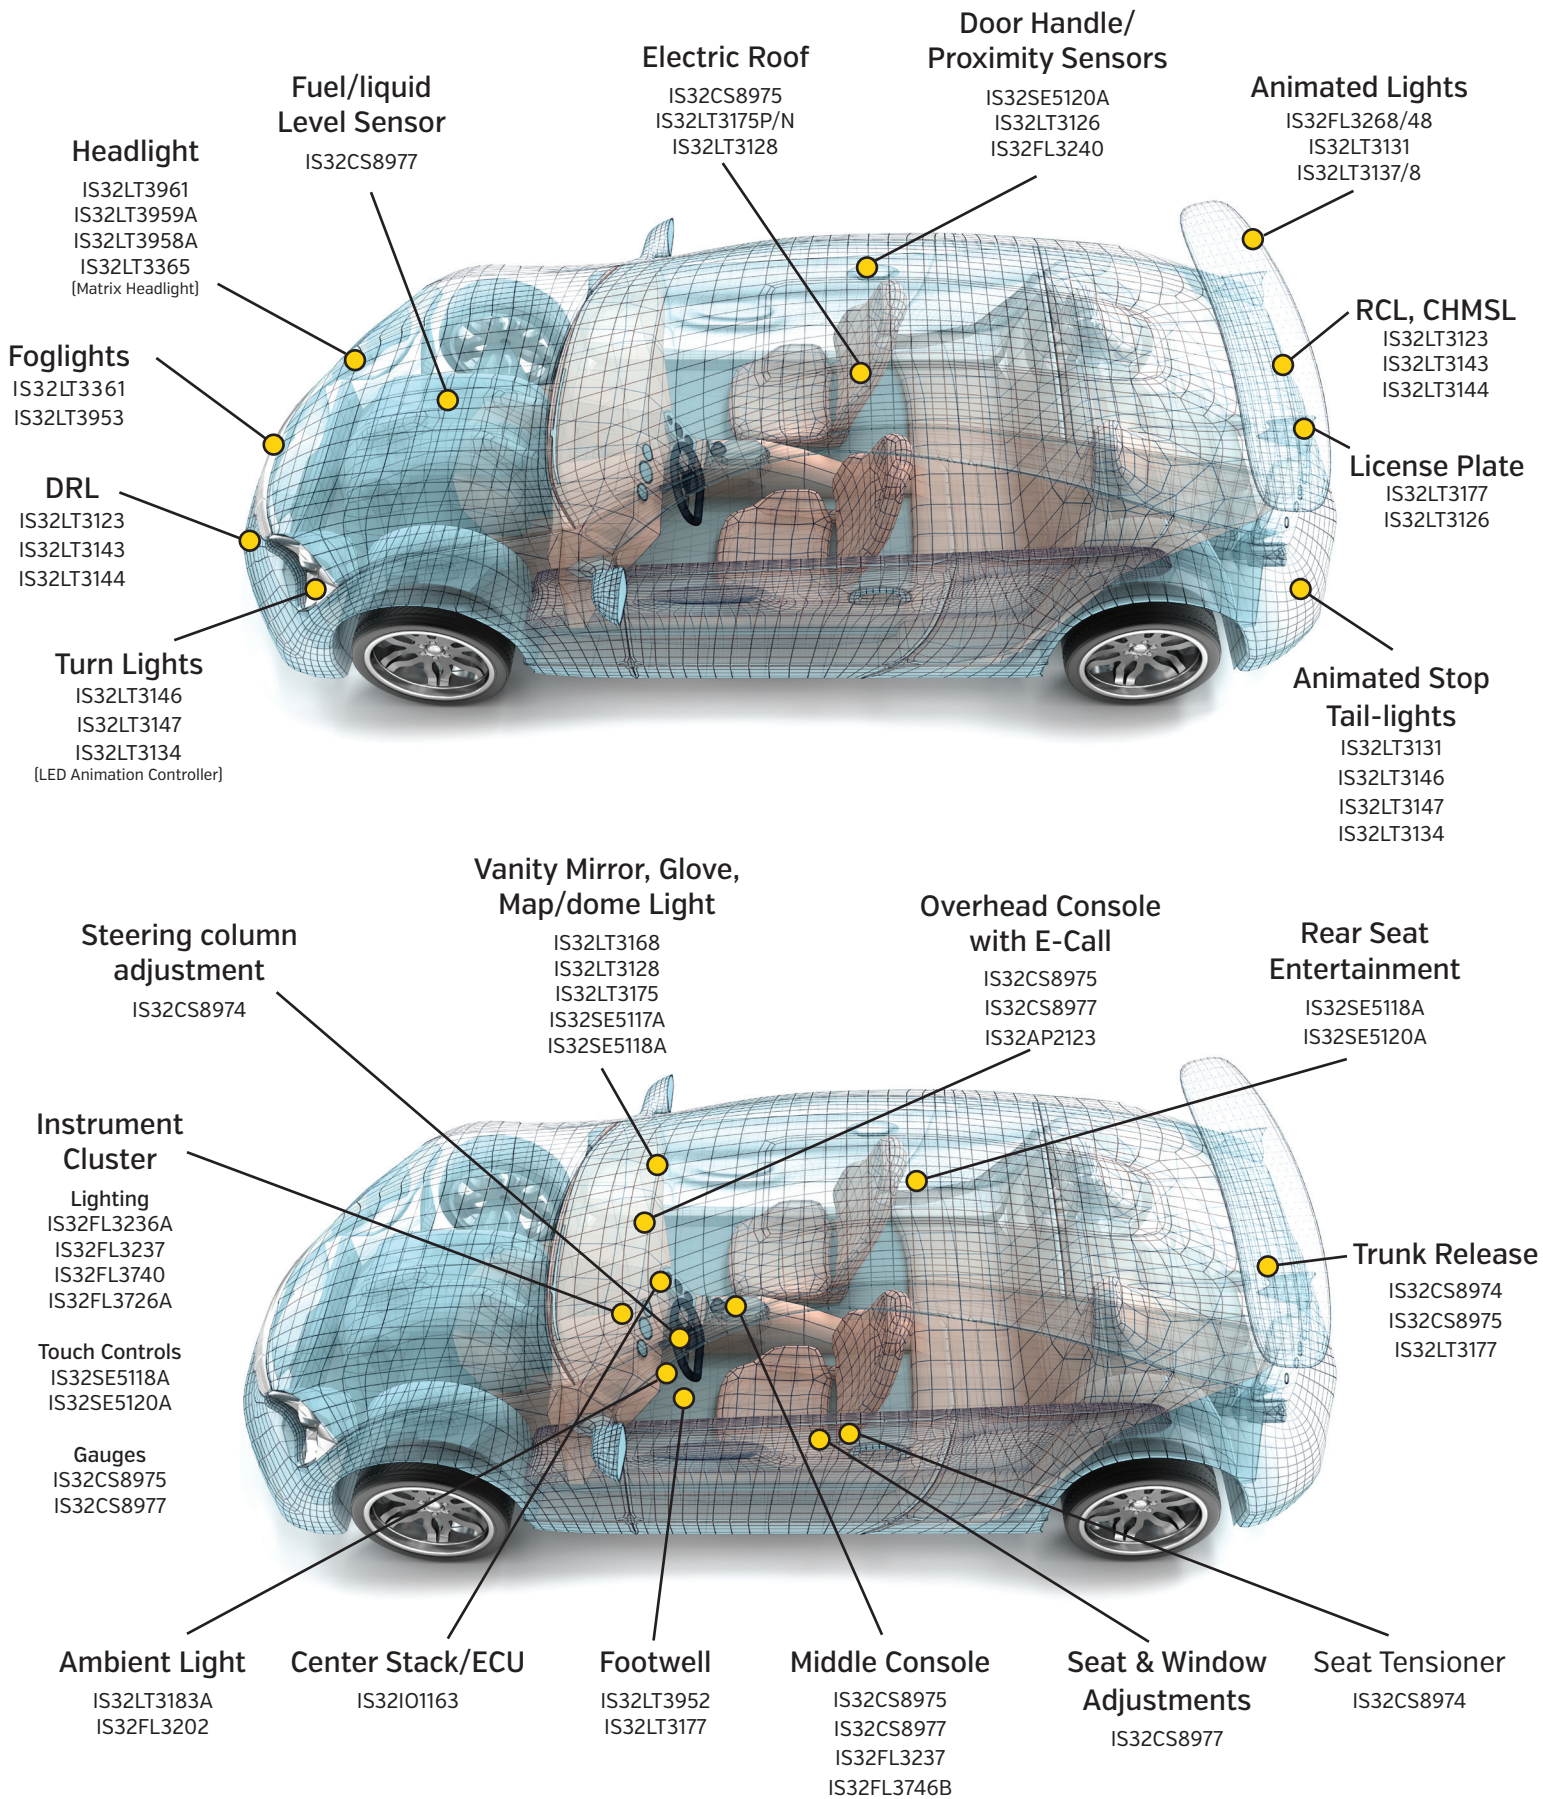 Door Handle/
Proximity Sensors
IS32SE5120A
IS32LT3126
IS32FL3240
Electric Roof
IS32CS8975
IS32LT3175P/N
IS32LT3128
Animated Lights
IS32FL3268/48
IS32LT3131
IS32LT3137/8
Fuel/liquid
Level Sensor
IS32CS8977
Headlight
IS32LT3961
IS32LT3959A
IS32LT3958A
IS32LT3365
(Matrix Headlight)
RCL, CHMSL
IS32LT3123
IS32LT3143
IS32LT3144
Foglights
IS32LT3361
IS32LT3953
License Plate
IS32LT3177
IS32LT3126
DRL
IS32LT3123
IS32LT3143
IS32LT3144
Turn Lights
IS32LT3146
IS32LT3147
IS32LT3134
(LED Animation Controller)
Animated Stop
Tail-lights
IS32LT3131
IS32LT3146
IS32LT3147
IS32LT3134
Vanity Mirror, Glove,
Map/dome Light
IS32LT3168
IS32LT3128
IS32LT3175
IS32SE5117A
IS32SE5118A
Overhead Console
with E-Call
IS32CS8975
IS32CS8977
IS32AP2123
Steering column
adjustment
IS32CS8974
Rear Seat
Entertainment
IS32SE5118A
IS32SE5120A
Instrument
Cluster
Lighting
IS32FL3236A
IS32FL3237
IS32FL3740
IS32FL3726A
Touch Controls
IS32SE5118A
IS32SE5120A
Gauges
IS32CS8975
IS32CS8977
Trunk Release
IS32CS8974
IS32CS8975
IS32LT3177
Ambient Light
IS32LT3183A
IS32FL3202
Center Stack/ECU
IS32IO1163
Footwell
IS32LT3952
IS32LT3177
Middle Console
IS32CS8975
IS32CS8977
IS32FL3237
IS32FL3746B
Seat & Window
Adjustments
IS32CS8977
Seat Tensioner
IS32CS8974